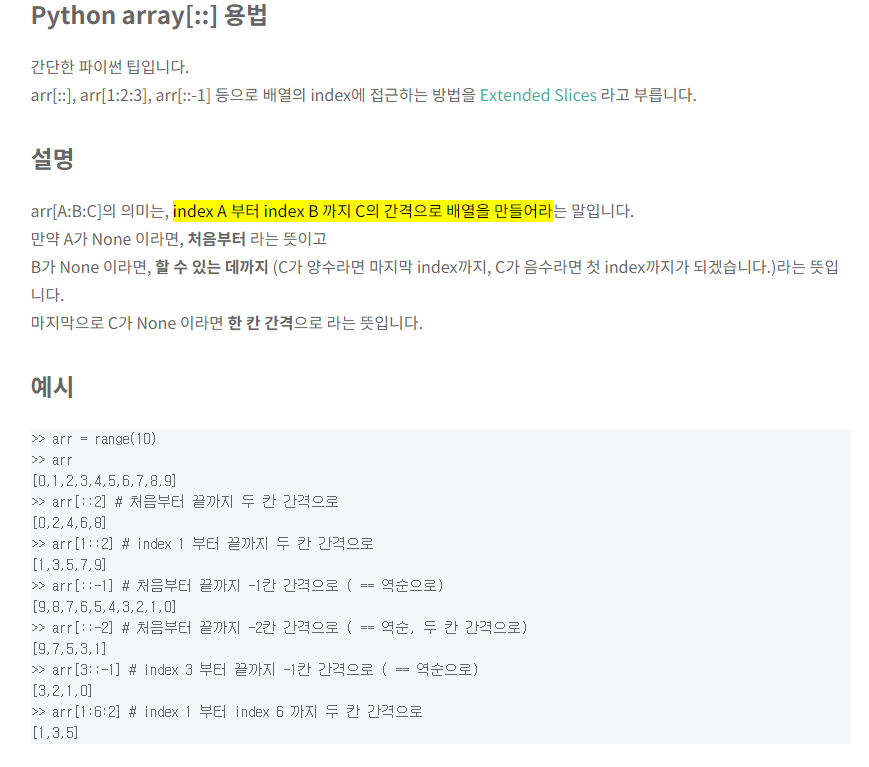 Python array[::] 용법
간단한 파이썬 팁입니다.
arr[::], arr[1:2:3], arr[::-1] 등으로 배열의 index에 접근하는 방법을 Extended Slices 라고 부릅니다.
설명
arr[A:B:C]의 의미는, index A 부터 index B 까지 C의 간격으로 배열을 만들어라는 말입니다.
만약 A가 None 이라면, 처음부터 라는 뜻이고
B가 None 이라면, 할 수 있는 데까지 (C가 양수라면 마지막 index까지, C가 음수라면 첫 index까지가 되겠습니다.)라는 뜻입
니다.
마지막으로 C가 None 이라면 한 칸 간격으로 라는 뜻입니다.
예시
>> arr = range(10)
>> arr
[0,1,2,3,4,5,6,7,8,9]
>> arr[::2] # 처음부터 끝까지 두 칸 간격으로
[0,2,4,6,8]
>> arr[1::2] # index 1 부터 끝까지 두 칸 간격으로
[1,3,5,7,9]
>> arr[::-1] # 처음부터 끝까지 -1칸 간격으로 ( == 역순으로)
[9,8,7,6,5,4,3,2,1,0]
>> arr[::-2] # 처음부터 끝까지 -2칸 간격으로 ( == 역순, 두 칸 간격으로)
[9,7,5,3,1]
>> arr[3::-1] # index 3 부터 끝까지 -1칸 간격으로 ( == 역순으로)
[3,2,1,0]
>> arr[1:6:2] # index 1 부터 index 6 까지 두 칸 간격으로
[1,3,5]